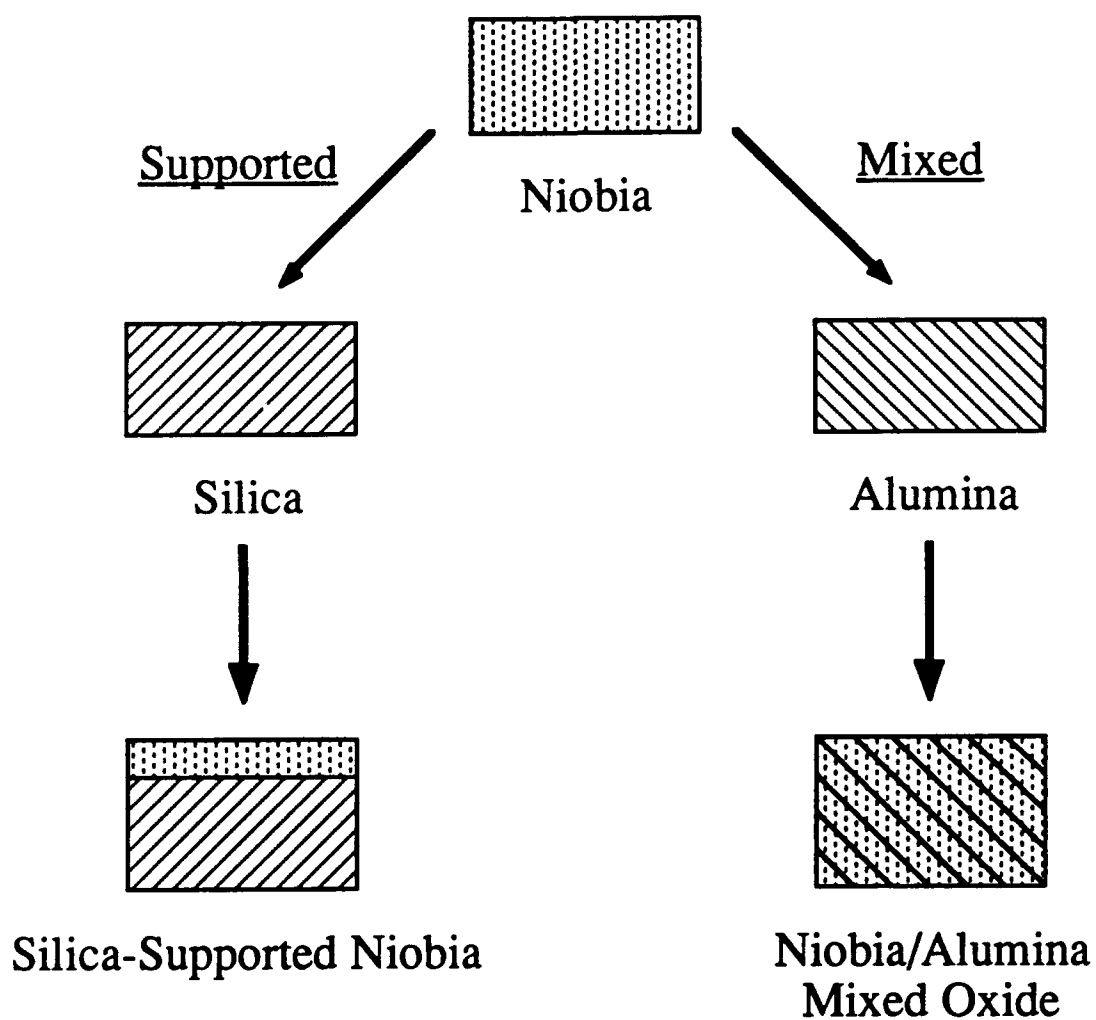 Supported
Mixed
Niobia
Silica
Alumina
Silica-Supported Niobia
Niobia/Alumina
Mixed Oxide